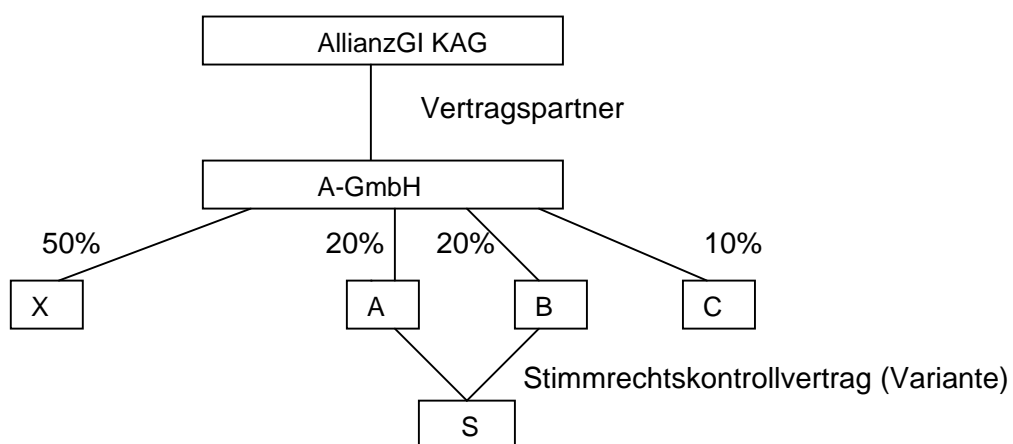 AllianzGI KAG
Vertragspartner
A-GmbH
50% 20% 20% 10%
X A B C
Stimmrechtskontrollvertrag (Variante)
S